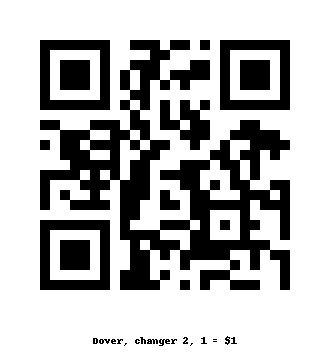 Dover, changer 2, 1 = $1